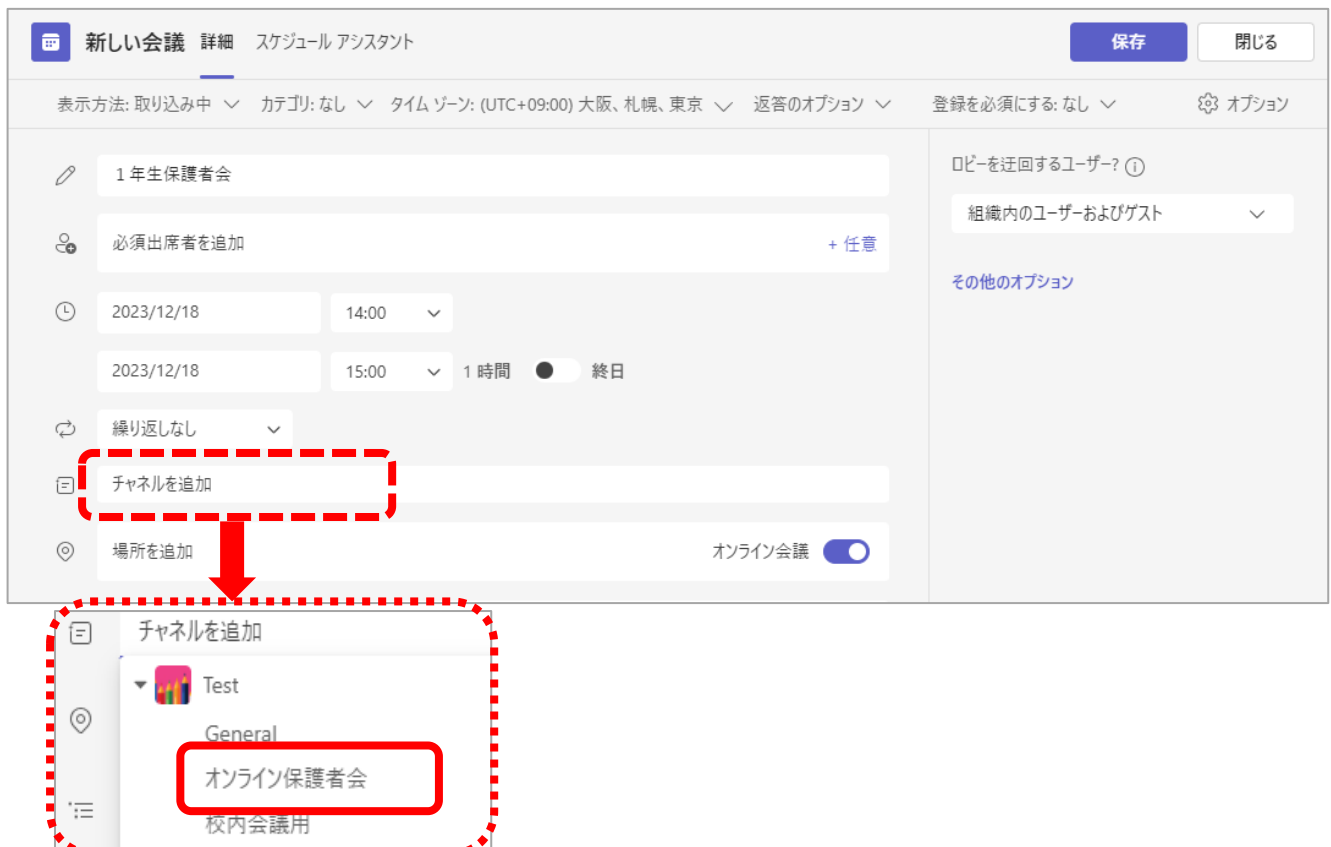 新しい会議 詳細 スケジュール アシスタント 保存 閉じる
表示方法: 取り込み中 カテゴリ: なし タイム ゾーン: (UTC+09:00) 大阪、札幌、東京 返答のオプション 登録を必須にする: なし オプション
1 年生保護者会
ロビーを迂回するユーザー?
組織内のユーザーおよびゲスト
その他のオプション
必須出席者を追加 + 任意
2023/12/18 14:00
2023/12/18 15:00 1 時間 終日
繰り返しなし
チャネルを追加
場所を追加 オンライン会議
チャネルを追加
Test
General
オンライン保護者会
校内会議用